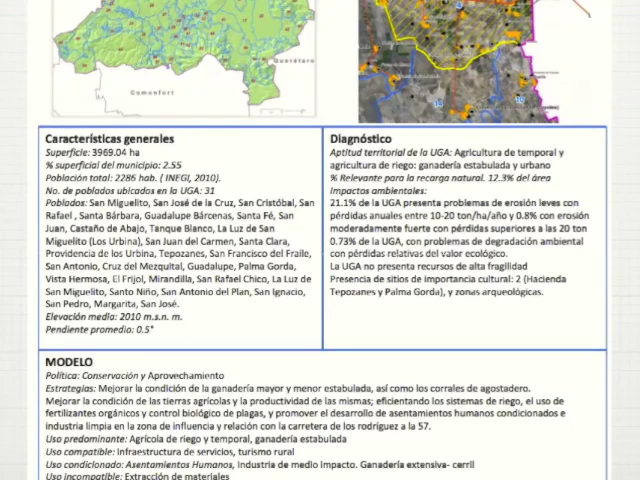 Querétaro
Comonfort
14
10
Características generales
Superficie: 3969.04 ha
% superficial del municipio: 2.55
Población total: 2286 hab. ( INEGI, 2010).
No. de poblados ubicados en la UGA: 31
Poblados: San Miguelito, San José de la Cruz, San Cristóbal, San
Rafael , Santa Bárbara, Guadalupe Bárcenas, Santa Fé, San
Juan, Castaño de Abajo, Tanque Blanco, La Luz de San
Miguelito (Los Urbina), San Juan del Carmen, Santa Clara,
Providencia de los Urbina, Tepozanes, San Francisco del Fraile,
San Antonio, Cruz del Mezquital, Guadalupe, Palma Gorda,
Vista Hermosa, El Frijol, Mirandilla, San Rafael Chico, La Luz de
San Miguelito, Santo Niño, San Antonio del Plan, San Ignacio,
San Pedro, Margarita, San José.
Elevación media: 2010 m.s.n. m.
Pendiente promedio: 0.5°
Diagnóstico
Aptitud territorial de la UGA: Agricultura de temporal y
agricultura de riego: ganadería estabulada y urbano
% Relevante para la recarga natural. 12.3% del área
Impactos ambientales:
21.1% de la UGA presenta problemas de erosión leves con
pérdidas anuales entre 10-20 ton/ha/año y 0.8% con erosión
moderadamente fuerte con pérdidas superiores a las 20 ton
0.73% de la UGA, con problemas de degradación ambiental
con pérdidas relativas del valor ecológico.
La UGA no presenta recursos de alta fragilidad
Presencia de sitios de importancia cultural: 2 (Hacienda
Tepozanes y Palma Gorda), y zonas arqueológicas.
MODELO
Política: Conservación y Aprovechamiento
Estrategias: Mejorar la condición de la ganadería mayor y menor estabulada, así como los corrales de agostadero.
Mejorar la condición de las tierras agrícolas y la productividad de las mismas; eficientando los sistemas de riego, el uso de
fertilizantes orgánicos y control biológico de plagas, y promover el desarrollo de asentamientos humanos condicionados e
industria limpia en la zona de influencia y relación con la carretera de los rodríguez a la 57.
Uso predominante: Agrícola de riego y temporal, ganadería estabulada
Uso compatible: Infraestructura de servicios, turismo rural
Uso condicionado: Asentamientos Humanos, Industria de medio impacto. Ganadería extensiva- cerril
Uso incompatible: Extracción de materiales